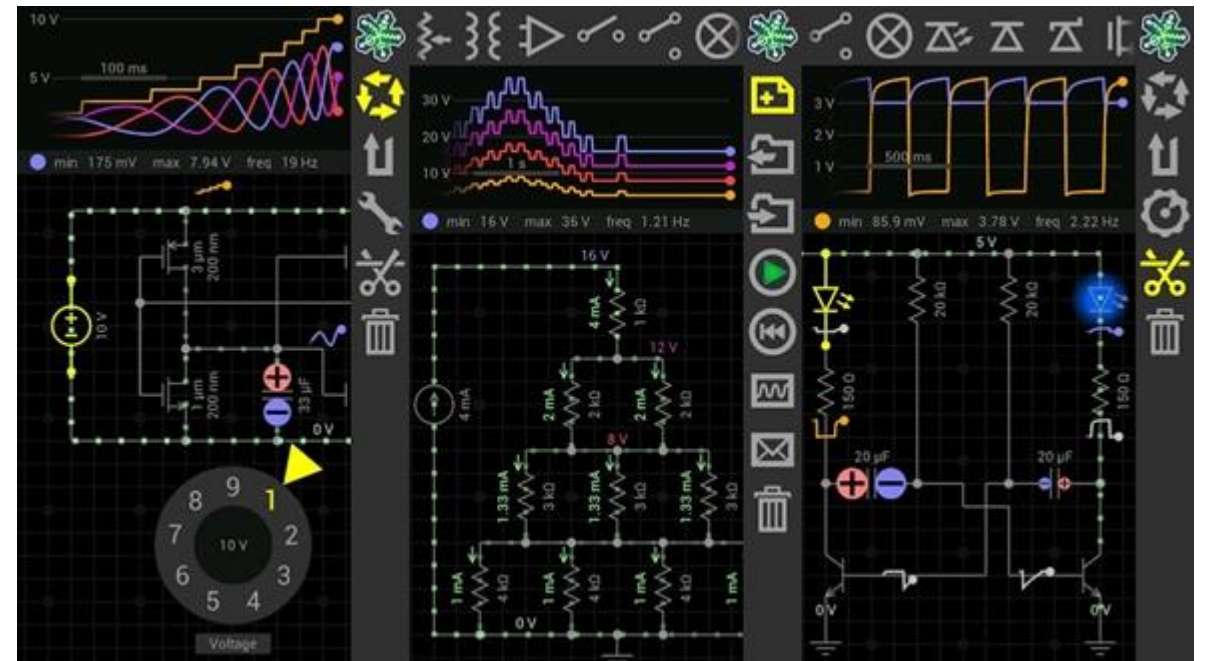 10 V
5 V
100 ms
min 175 mV max 7.94 V freq 19 Hz
3 µm
200 nm
10 V
1 µm
200 nm
33 µF
0 V
9
1
8
2
7
10 V
6
3
5
4
Voltage
30 V
20 V
10 V
1 s
min 16 V max 36 V freq 1.21 Hz
16 V
4 mA
1 kΩ
12 V
4 mA
2 mA
2 kΩ
2 mA
2 kΩ
8 V
1.33 mA
3 kΩ
1.33 mA
3 kΩ
1.33 mA
3 kΩ
1 mA
4 kΩ
1 mA
4 kΩ
1 mA
4 kΩ
1 mA
0 V
3 V
2 V
1 V
500 ms
min 85.9 mV max 3.78 V freq 2.22 Hz
5 V
20 kΩ
20 kΩ
150 Ω
150 Ω
20 µF
20 µF
0 V
0 V